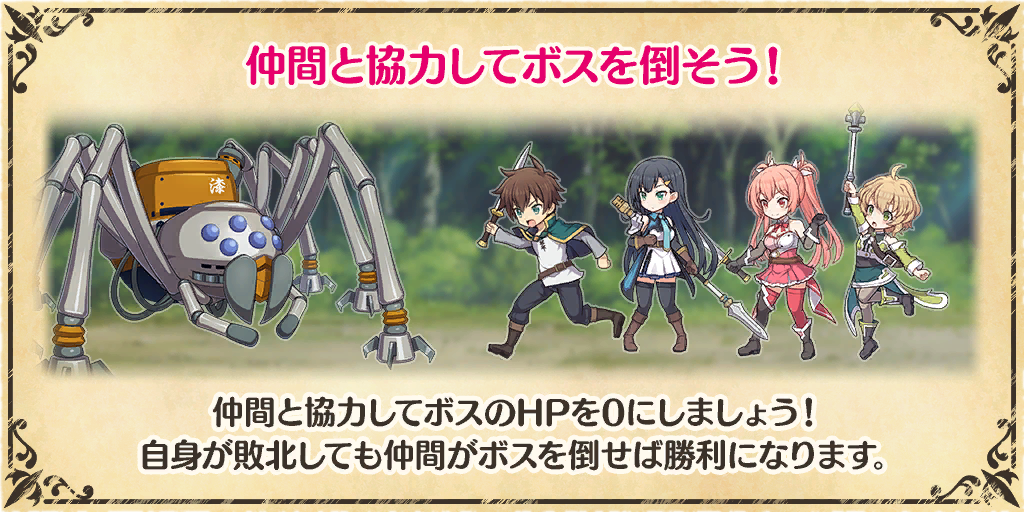 仲間と協力してボスを倒そう！
漆
仲間と協力してボスのHPを0にしましょう！
自身が敗北しても仲間がボスを倒せば勝利になります。